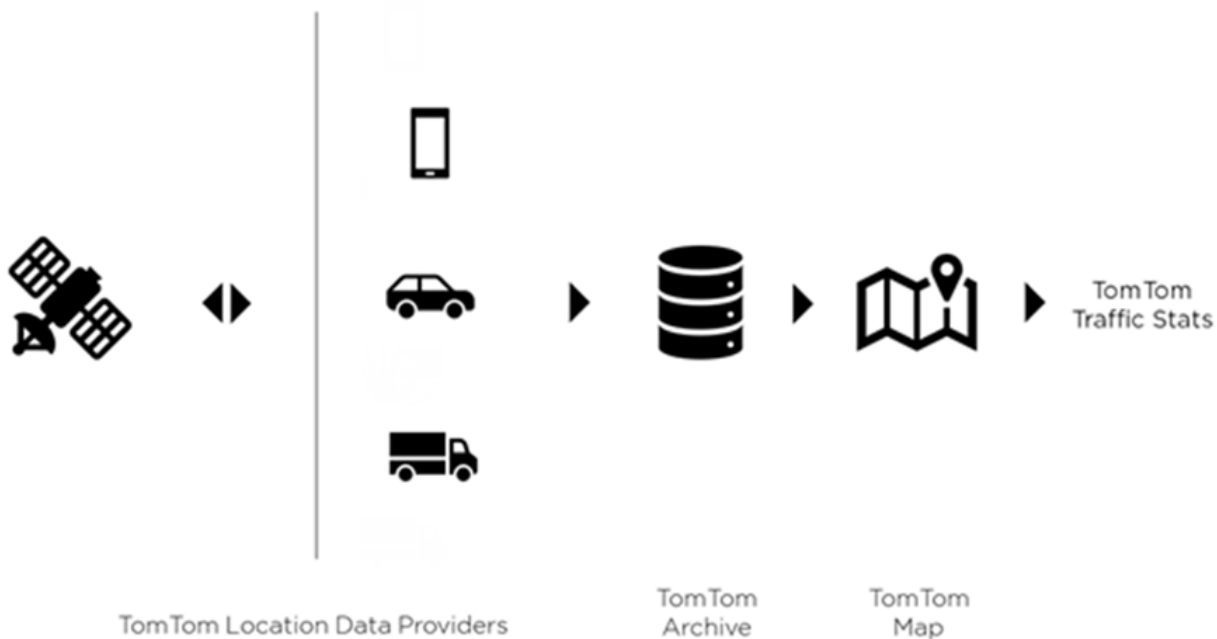 TomTom
Traffic Stats
TomTom Location Data Providers
TomTom
Archive
TomTom
Map